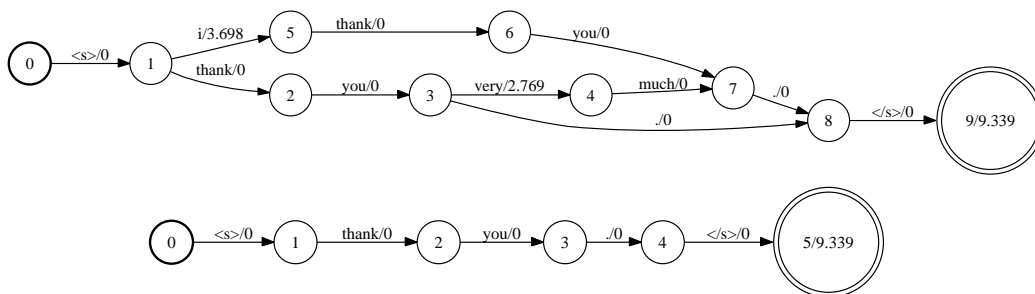 i/3.698
thank/0
you/0
<s>/0
thank/0
you/0
very/2.769
much/0
./0
./0
</s>/0
0
1
5
6
2
3
4
7
8
9/9.339
<s>/0
thank/0
you/0
./0
</s>/0
0
1
2
3
4
5/9.339